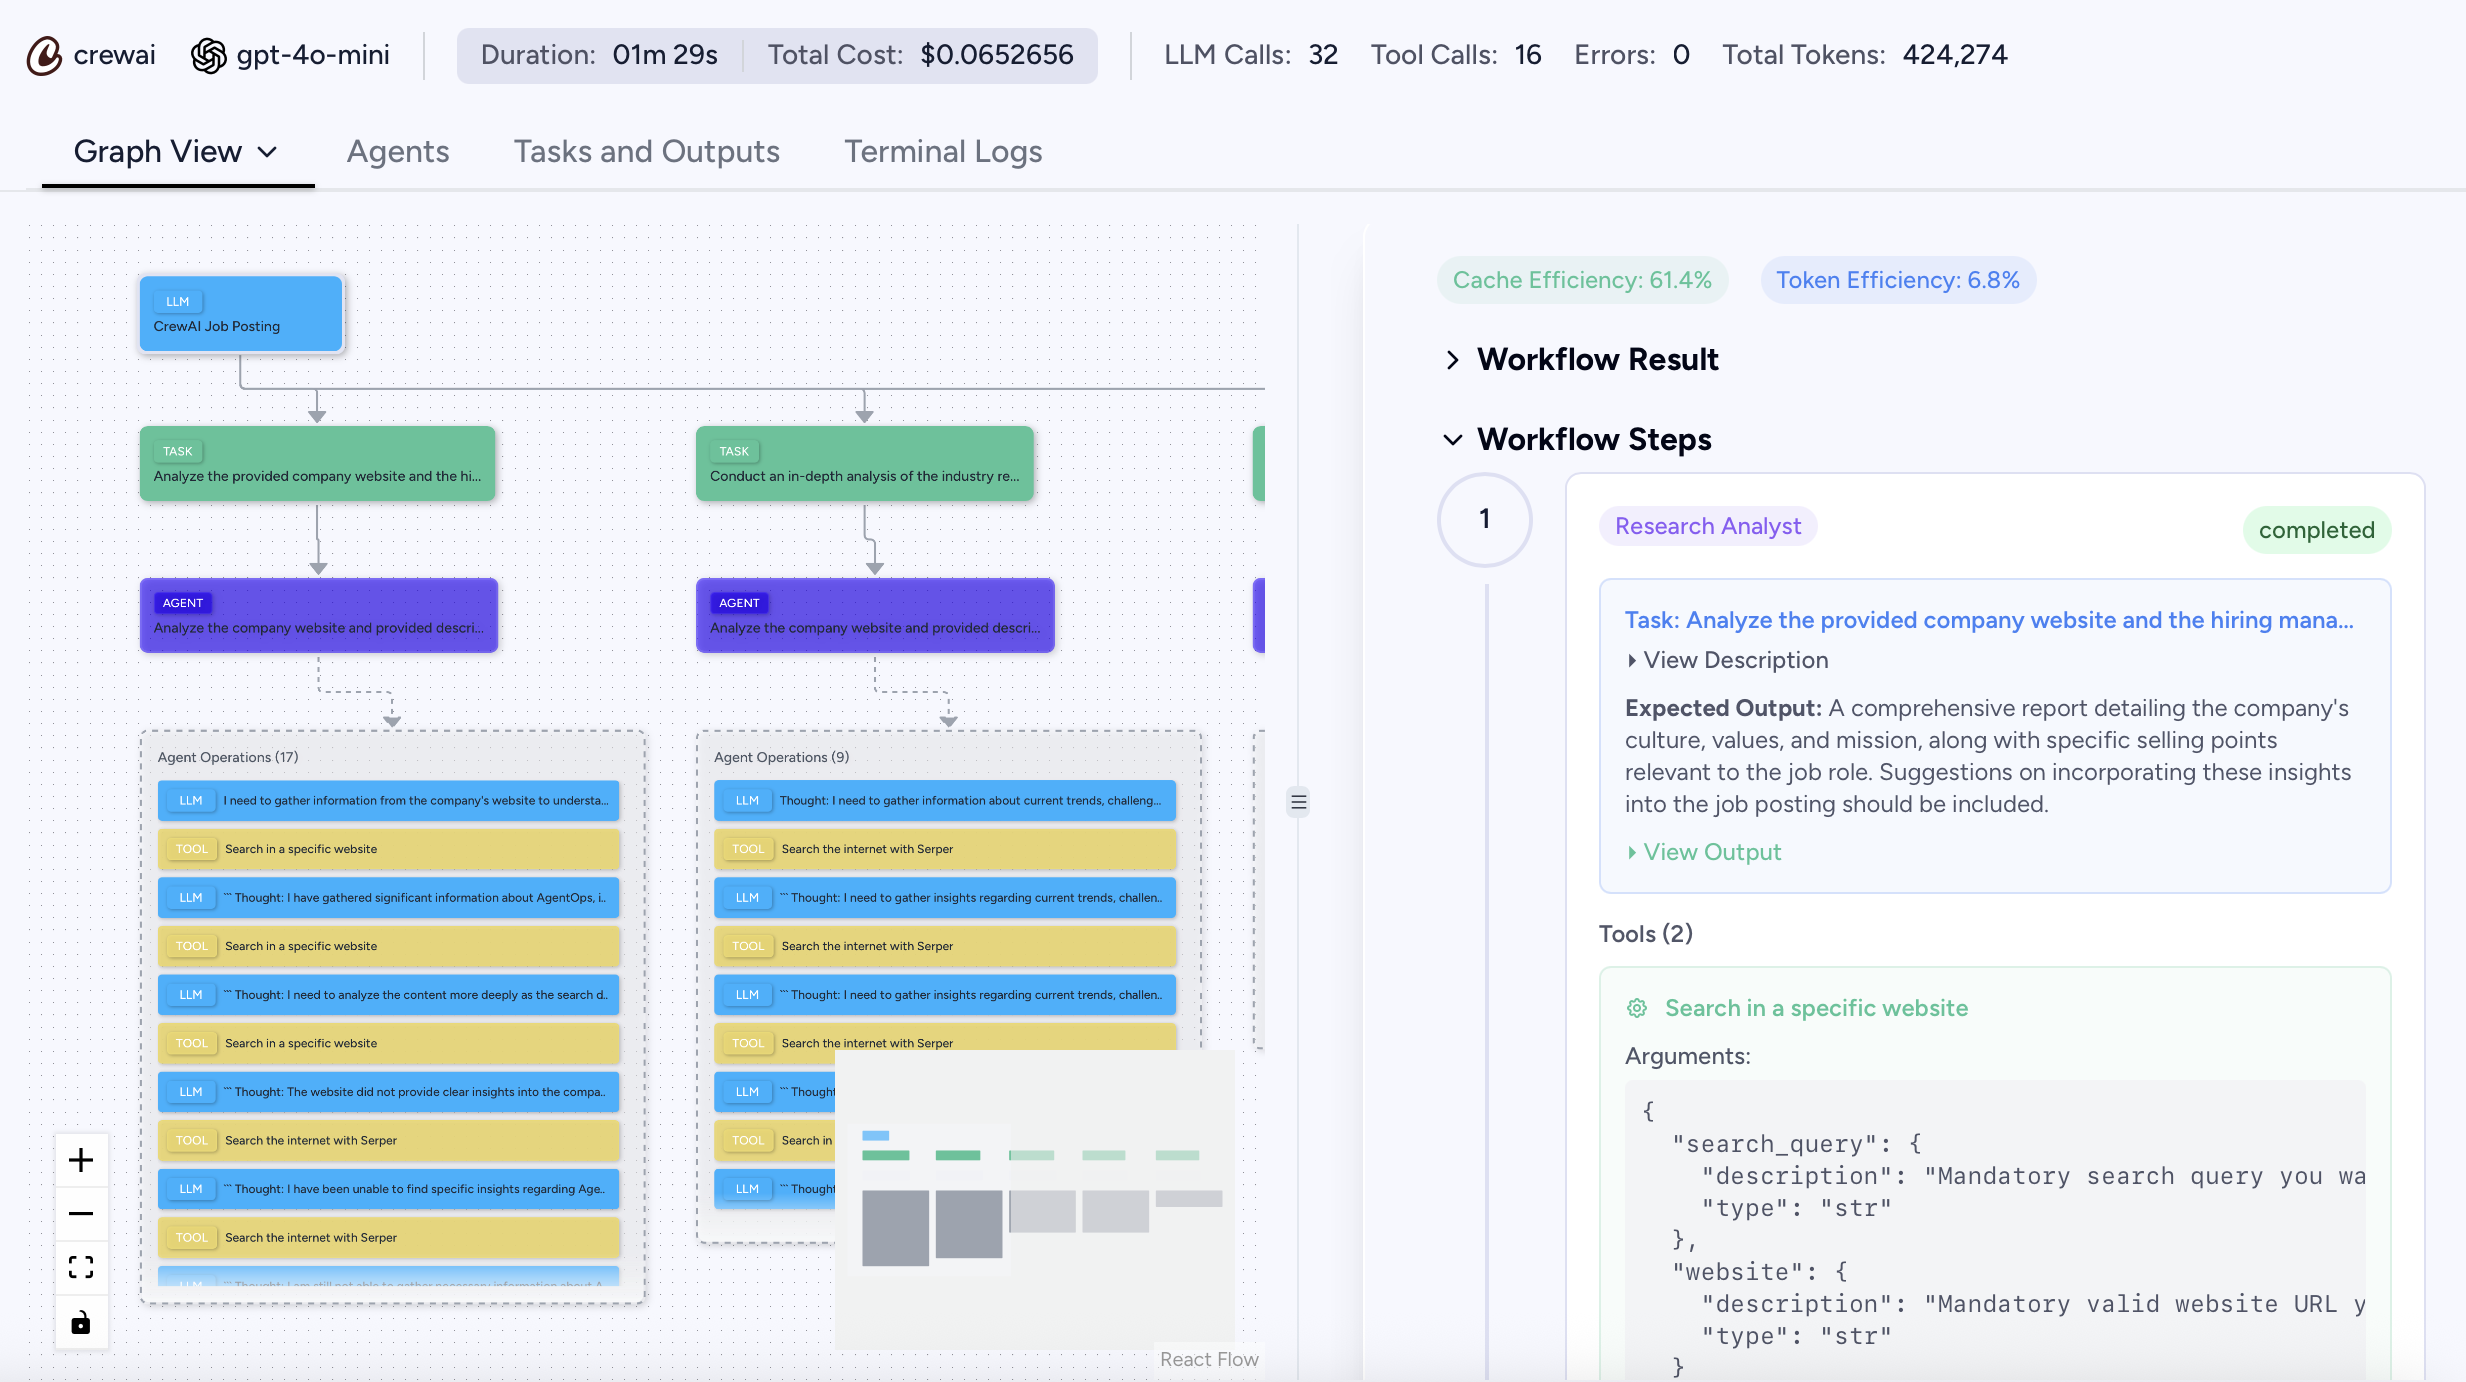 crewai gpt-4o-mini Duration: 01m 29s Total Cost: $0.0652656 LLM Calls: 32 Tool Calls: 16 Errors: 0 Total Tokens: 424,274
Graph View Agents Tasks and Outputs Terminal Logs
LLM
CrewAI Job Posting
TASK
Analyze the provided company website and the hi...
TASK
Conduct an in-depth analysis of the industry re...
AGENT
Analyze the company website and provided descri...
AGENT
Analyze the company website and provided descri...
Agent Operations (17)
LLM I need to gather information from the company's website to understa...
TOOL Search in a specific website
LLM ``` Thought: I have gathered significant information about AgentOps, i..
TOOL Search in a specific website
LLM ``` Thought: I need to analyze the content more deeply as the search d..
TOOL Search in a specific website
LLM ``` Thought: The website did not provide clear insights into the compa..
TOOL Search the internet with Serper
LLM ``` Thought: I have been unable to find specific insights regarding Age..
TOOL Search the internet with Serper
LLM ``` Thought: I am still not able to gather necessary information about A..
Agent Operations (9)
LLM Thought: I need to gather information about current trends, challeng...
TOOL Search the internet with Serper
LLM ``` Thought: I need to gather insights regarding current trends, challen..
TOOL Search the internet with Serper
LLM ``` Thought: I need to gather insights regarding current trends, challen..
TOOL Search the internet with Serper
LLM ``` Thought
TOOL Search in
LLM ``` Thought
React Flow
Cache Efficiency: 61.4% Token Efficiency: 6.8%
Workflow Result
Workflow Steps
1
Research Analyst completed
Task: Analyze the provided company website and the hiring mana...
View Description
Expected Output: A comprehensive report detailing the company's
culture, values, and mission, along with specific selling points
relevant to the job role. Suggestions on incorporating these insights
into the job posting should be included.
View Output
Tools (2)
Search in a specific website
Arguments:
{
"search_query": {
"description": "Mandatory search query you wa
"type": "str"
},
"website": {
"description": "Mandatory valid website URL y
"type": "str"
}